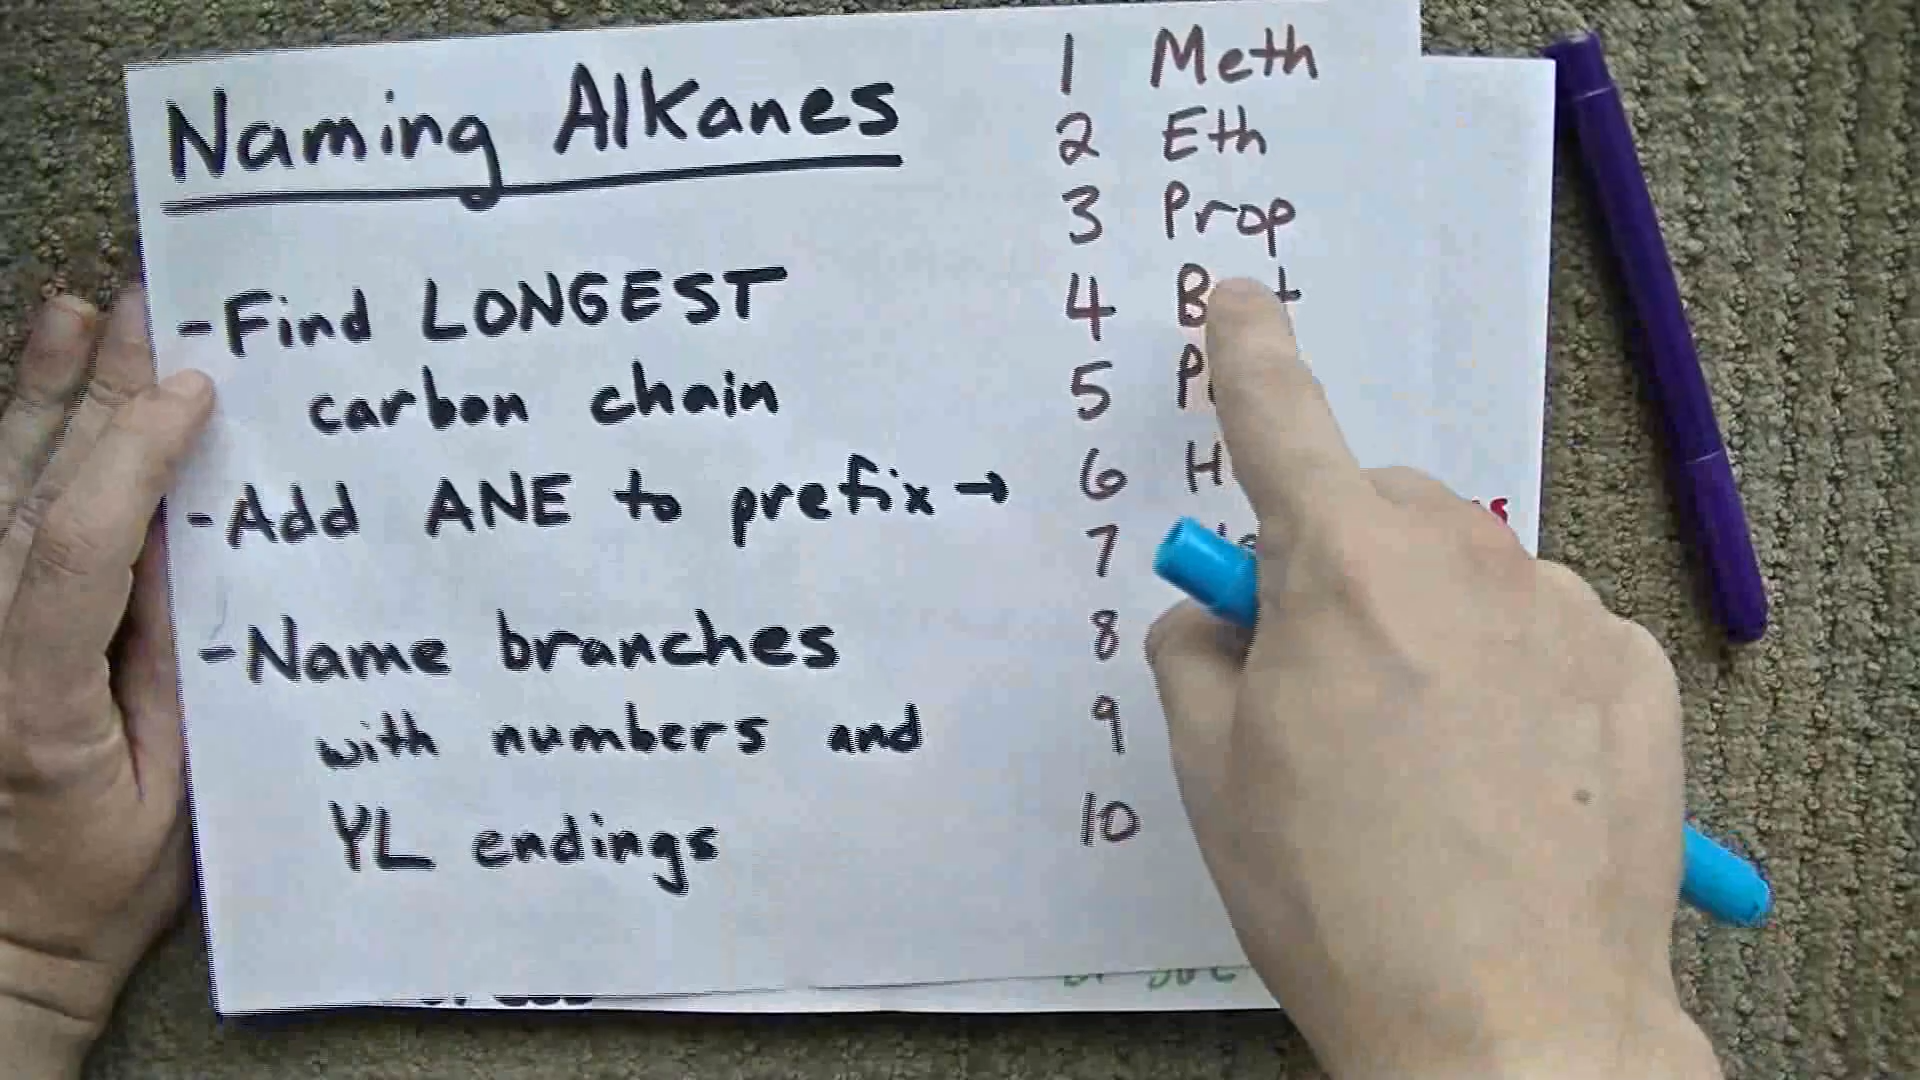 Naming Alkanes
-Find LONGEST
carbon chain
-Add ANE to prefix →
-Name branches
with numbers and
YL endings
1 Meth
2 Eth
3 Prop
4
5
6
7
8
9
10